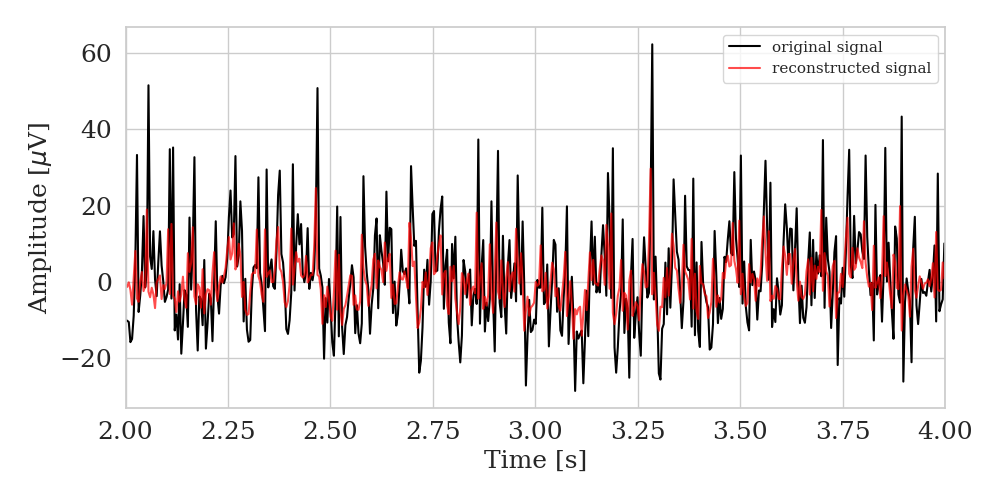 original signal
reconstructed signal
Amplitude [μV]
60
40
20
0
−20
2.00 2.25 2.50 2.75 3.00 3.25 3.50 3.75 4.00
Time [s]